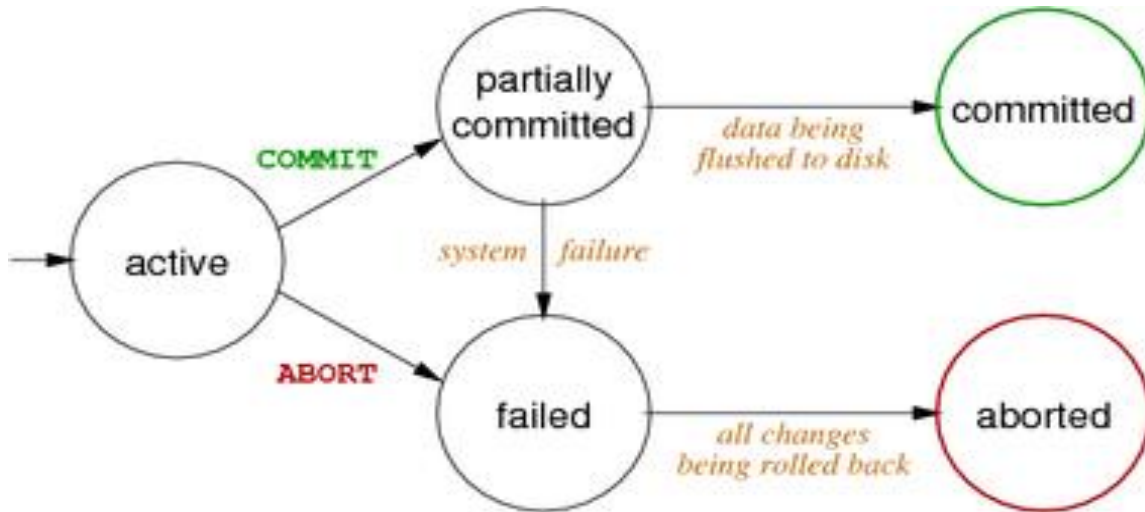 partially
committed
committed
data being
flushed to disk
COMMIT
active
system failure
ABORT
failed
aborted
all changes
being rolled back